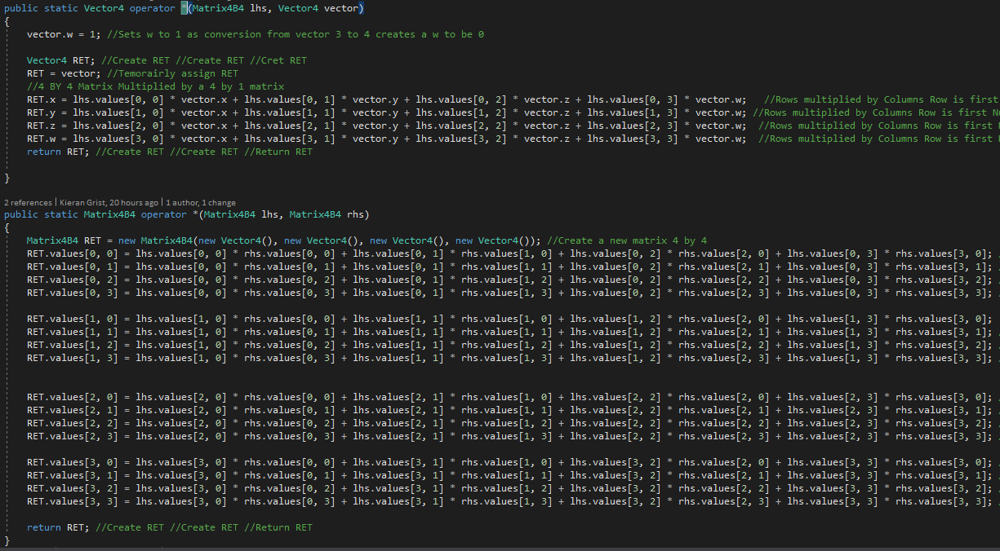 public static Vector4 operator *(Matrix4B4 lhs, Vector4 vector)
{
    vector.w = 1; //Sets w to 1 as conversion from vector 3 to 4 creates a w to be 0
    Vector4 RET; //Create RET //Create RET //Cret RET
    RET = vector; //Temorairly assign RET
    //4 BY 4 Matrix Multiplied by a 4 by 1 matrix
    RET.x = lhs.values[0, 0] * vector.x + lhs.values[0, 1] * vector.y + lhs.values[0, 2] * vector.z + lhs.values[0, 3] * vector.w;   //Rows multiplied by Columns Row is first
    RET.y = lhs.values[1, 0] * vector.x + lhs.values[1, 1] * vector.y + lhs.values[1, 2] * vector.z + lhs.values[1, 3] * vector.w; //Rows multiplied by Columns Row is first
    RET.z = lhs.values[2, 0] * vector.x + lhs.values[2, 1] * vector.y + lhs.values[2, 2] * vector.z + lhs.values[2, 3] * vector.w;  //Rows multiplied by Columns Row is first
    RET.w = lhs.values[3, 0] * vector.x + lhs.values[3, 1] * vector.y + lhs.values[3, 2] * vector.z + lhs.values[3, 3] * vector.w;  //Rows multiplied by Columns Row is first
    return RET; //Create RET //Create RET //Return RET
}
2 references | Kieran Grist, 20 hours ago | 1 author, 1 change
public static Matrix4B4 operator *(Matrix4B4 lhs, Matrix4B4 rhs)
{
    Matrix4B4 RET = new Matrix4B4(new Vector4(), new Vector4(), new Vector4(), new Vector4()); //Create a new matrix 4 by 4
    RET.values[0, 0] = lhs.values[0, 0] * rhs.values[0, 0] + lhs.values[0, 1] * rhs.values[1, 0] + lhs.values[0, 2] * rhs.values[2, 0] + lhs.values[0, 3] * rhs.values[3, 0];
    RET.values[0, 1] = lhs.values[0, 0] * rhs.values[0, 1] + lhs.values[0, 1] * rhs.values[1, 1] + lhs.values[0, 2] * rhs.values[2, 1] + lhs.values[0, 3] * rhs.values[3, 1];
    RET.values[0, 2] = lhs.values[0, 0] * rhs.values[0, 2] + lhs.values[0, 1] * rhs.values[1, 2] + lhs.values[0, 2] * rhs.values[2, 2] + lhs.values[0, 3] * rhs.values[3, 2];
    RET.values[0, 3] = lhs.values[0, 0] * rhs.values[0, 3] + lhs.values[0, 1] * rhs.values[1, 3] + lhs.values[0, 2] * rhs.values[2, 3] + lhs.values[0, 3] * rhs.values[3, 3];
    RET.values[1, 0] = lhs.values[1, 0] * rhs.values[0, 0] + lhs.values[1, 1] * rhs.values[1, 0] + lhs.values[1, 2] * rhs.values[2, 0] + lhs.values[1, 3] * rhs.values[3, 0];
    RET.values[1, 1] = lhs.values[1, 0] * rhs.values[0, 1] + lhs.values[1, 1] * rhs.values[1, 1] + lhs.values[1, 2] * rhs.values[2, 1] + lhs.values[1, 3] * rhs.values[3, 1];
    RET.values[1, 2] = lhs.values[1, 0] * rhs.values[0, 2] + lhs.values[1, 1] * rhs.values[1, 2] + lhs.values[1, 2] * rhs.values[2, 2] + lhs.values[1, 3] * rhs.values[3, 2];
    RET.values[1, 3] = lhs.values[1, 0] * rhs.values[0, 3] + lhs.values[1, 1] * rhs.values[1, 3] + lhs.values[1, 2] * rhs.values[2, 3] + lhs.values[1, 3] * rhs.values[3, 3];
    RET.values[2, 0] = lhs.values[2, 0] * rhs.values[0, 0] + lhs.values[2, 1] * rhs.values[1, 0] + lhs.values[2, 2] * rhs.values[2, 0] + lhs.values[2, 3] * rhs.values[3, 0];
    RET.values[2, 1] = lhs.values[2, 0] * rhs.values[0, 1] + lhs.values[2, 1] * rhs.values[1, 1] + lhs.values[2, 2] * rhs.values[2, 1] + lhs.values[2, 3] * rhs.values[3, 1];
    RET.values[2, 2] = lhs.values[2, 0] * rhs.values[0, 2] + lhs.values[2, 1] * rhs.values[1, 2] + lhs.values[2, 2] * rhs.values[2, 2] + lhs.values[2, 3] * rhs.values[3, 2];
    RET.values[2, 3] = lhs.values[2, 0] * rhs.values[0, 3] + lhs.values[2, 1] * rhs.values[1, 3] + lhs.values[2, 2] * rhs.values[2, 3] + lhs.values[2, 3] * rhs.values[3, 3];
    RET.values[3, 0] = lhs.values[3, 0] * rhs.values[0, 0] + lhs.values[3, 1] * rhs.values[1, 0] + lhs.values[3, 2] * rhs.values[2, 0] + lhs.values[3, 3] * rhs.values[3, 0];
    RET.values[3, 1] = lhs.values[3, 0] * rhs.values[0, 1] + lhs.values[3, 1] * rhs.values[1, 1] + lhs.values[3, 2] * rhs.values[2, 1] + lhs.values[3, 3] * rhs.values[3, 1];
    RET.values[3, 2] = lhs.values[3, 0] * rhs.values[0, 2] + lhs.values[3, 1] * rhs.values[1, 2] + lhs.values[3, 2] * rhs.values[2, 2] + lhs.values[3, 3] * rhs.values[3, 2];
    RET.values[3, 3] = lhs.values[3, 0] * rhs.values[0, 3] + lhs.values[3, 1] * rhs.values[1, 3] + lhs.values[3, 2] * rhs.values[2, 3] + lhs.values[3, 3] * rhs.values[3, 3];
    return RET; //Create RET //Create RET //Return RET
}